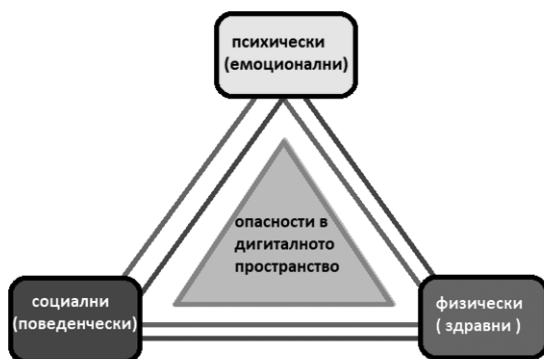 психически
(емоционални)
опасности в
дигиталното
пространство
социални
(поведенчески)
физически
( здравни )